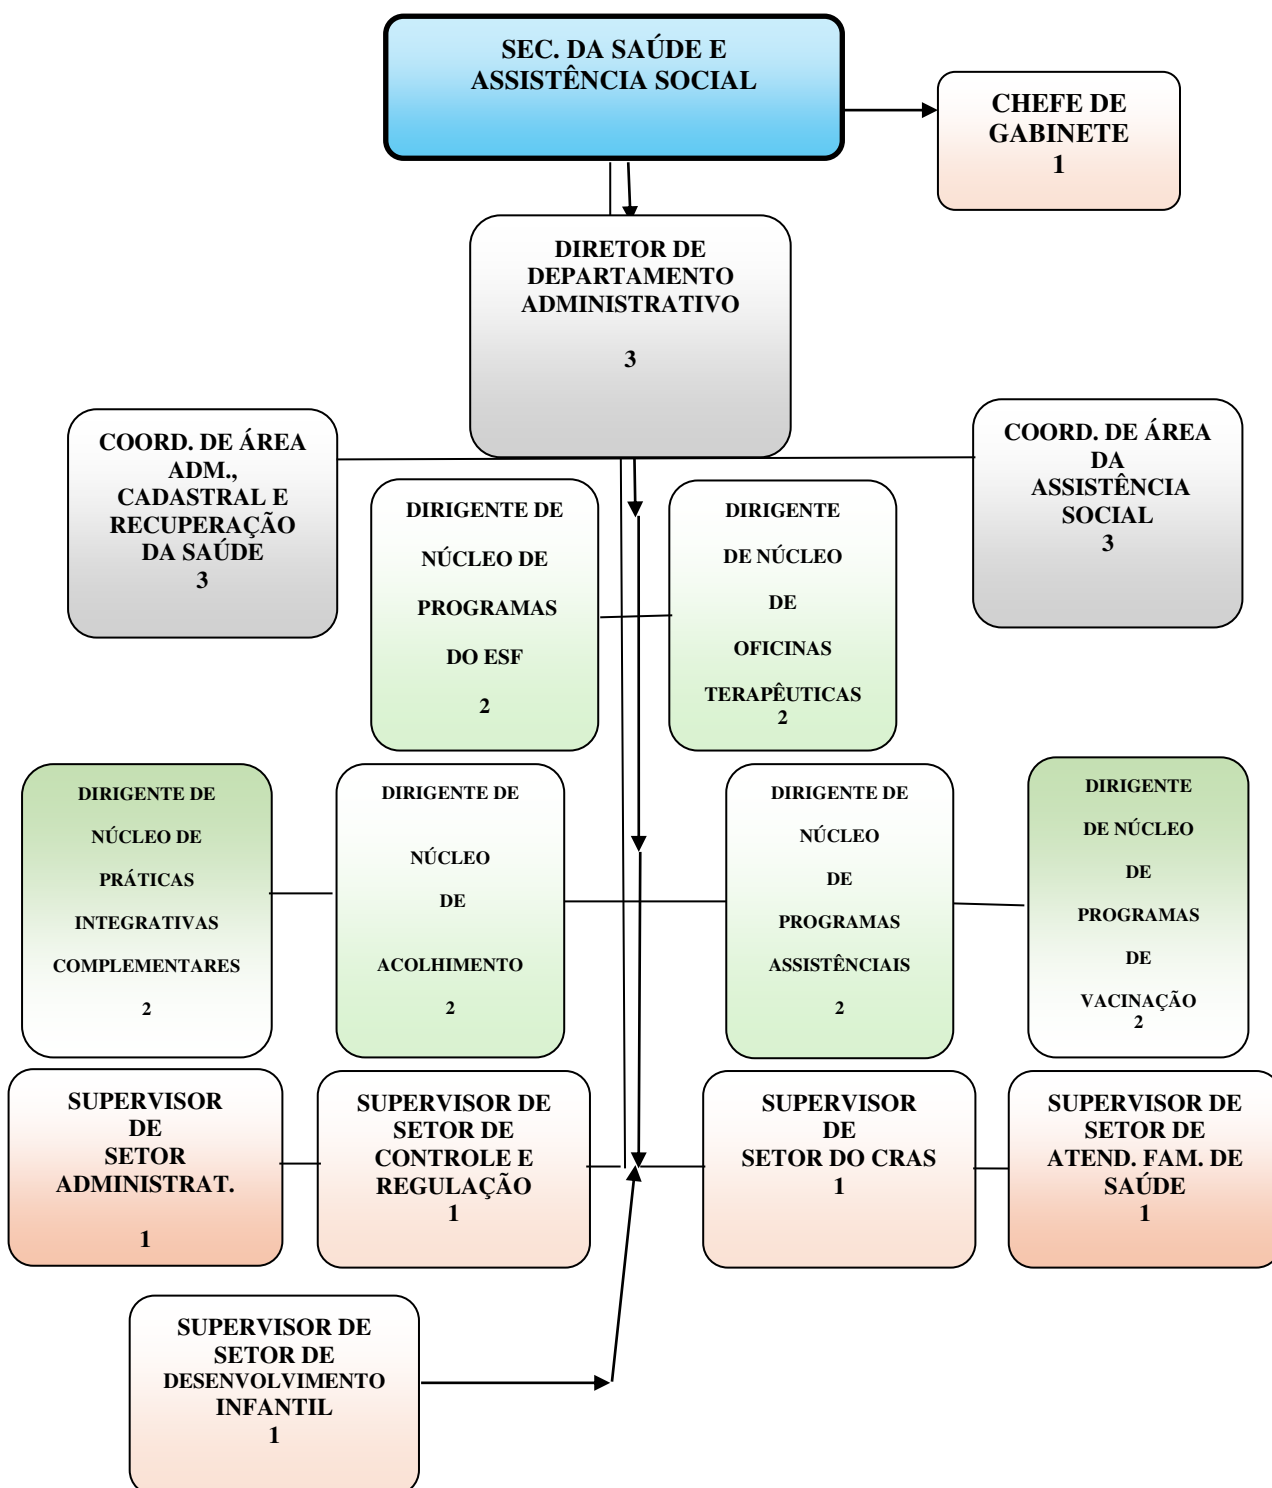 SEC. DA SAÚDE E
ASSISTÊNCIA SOCIAL
CHEFE DE
GABINETE
1
DIRETOR DE
DEPARTAMENTO
ADMINISTRATIVO
3
COORD. DE ÁREA
ADM.,
CADASTRAL E
RECUPERAÇÃO
DA SAÚDE
3
COORD. DE ÁREA
DA
ASSISTÊNCIA
SOCIAL
3
DIRIGENTE DE
NÚCLEO DE
PROGRAMAS
DO ESF
2
DIRIGENTE
DE NÚCLEO
DE
OFICINAS
TERAPÊUTICAS
2
DIRIGENTE DE
NÚCLEO DE
PRÁTICAS
INTEGRATIVAS
COMPLEMENTARES
2
DIRIGENTE DE
NÚCLEO
DE
ACOLHIMENTO
2
DIRIGENTE DE
NÚCLEO
DE
PROGRAMAS
ASSISTÊNCIAIS
2
DIRIGENTE
DE NÚCLEO
DE
PROGRAMAS
DE
VACINAÇÃO
2
SUPERVISOR
DE
SETOR
ADMINISTRAT.
1
SUPERVISOR DE
SETOR DE
CONTROLE E
REGULAÇÃO
1
SUPERVISOR
DE
SETOR DO CRAS
1
SUPERVISOR DE
SETOR DE
ATEND. FAM. DE
SAÚDE
1
SUPERVISOR DE
SETOR DE
DESENVOLVIMENTO
INFANTIL
1